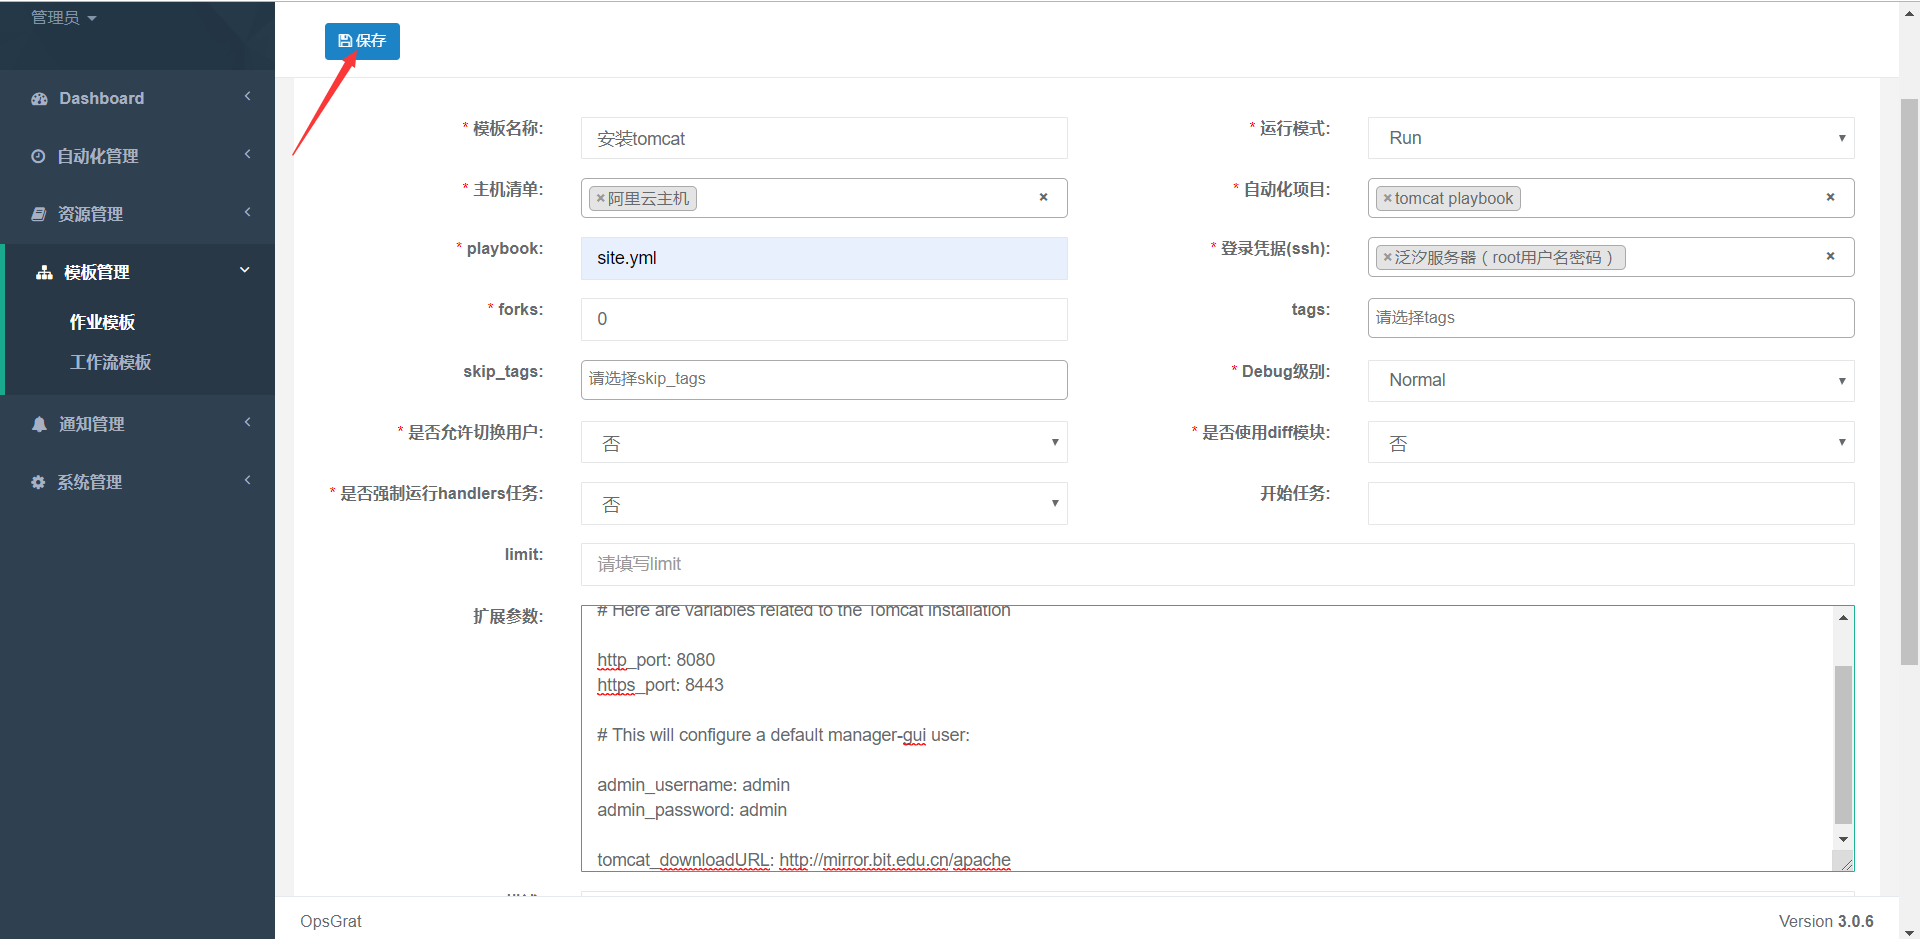 管理员
保存
Dashboard
自动化管理
资源管理
模板管理
作业模板
工作流模板
通知管理
系统管理
* 模板名称:
安装tomcat
* 运行模式:
Run
* 主机清单:
×阿里云主机
×
* 自动化项目:
×tomcat playbook
×
* playbook:
site.yml
* 登录凭据(ssh):
×泛汐服务器（root用户名密码）
×
* forks:
0
tags:
请选择tags
skip_tags:
请选择skip_tags
* Debug级别:
Normal
* 是否允许切换用户:
否
* 是否使用diff模块:
否
* 是否强制运行handlers任务:
否
开始任务:
limit:
请填写limit
扩展参数:
# Here are variables related to the Tomcat installation
http_port: 8080
https_port: 8443
# This will configure a default manager-gui user:
admin_username: admin
admin_password: admin
tomcat_downloadURL: http://mirror.bit.edu.cn/apache
OpsGrat
Version 3.0.6